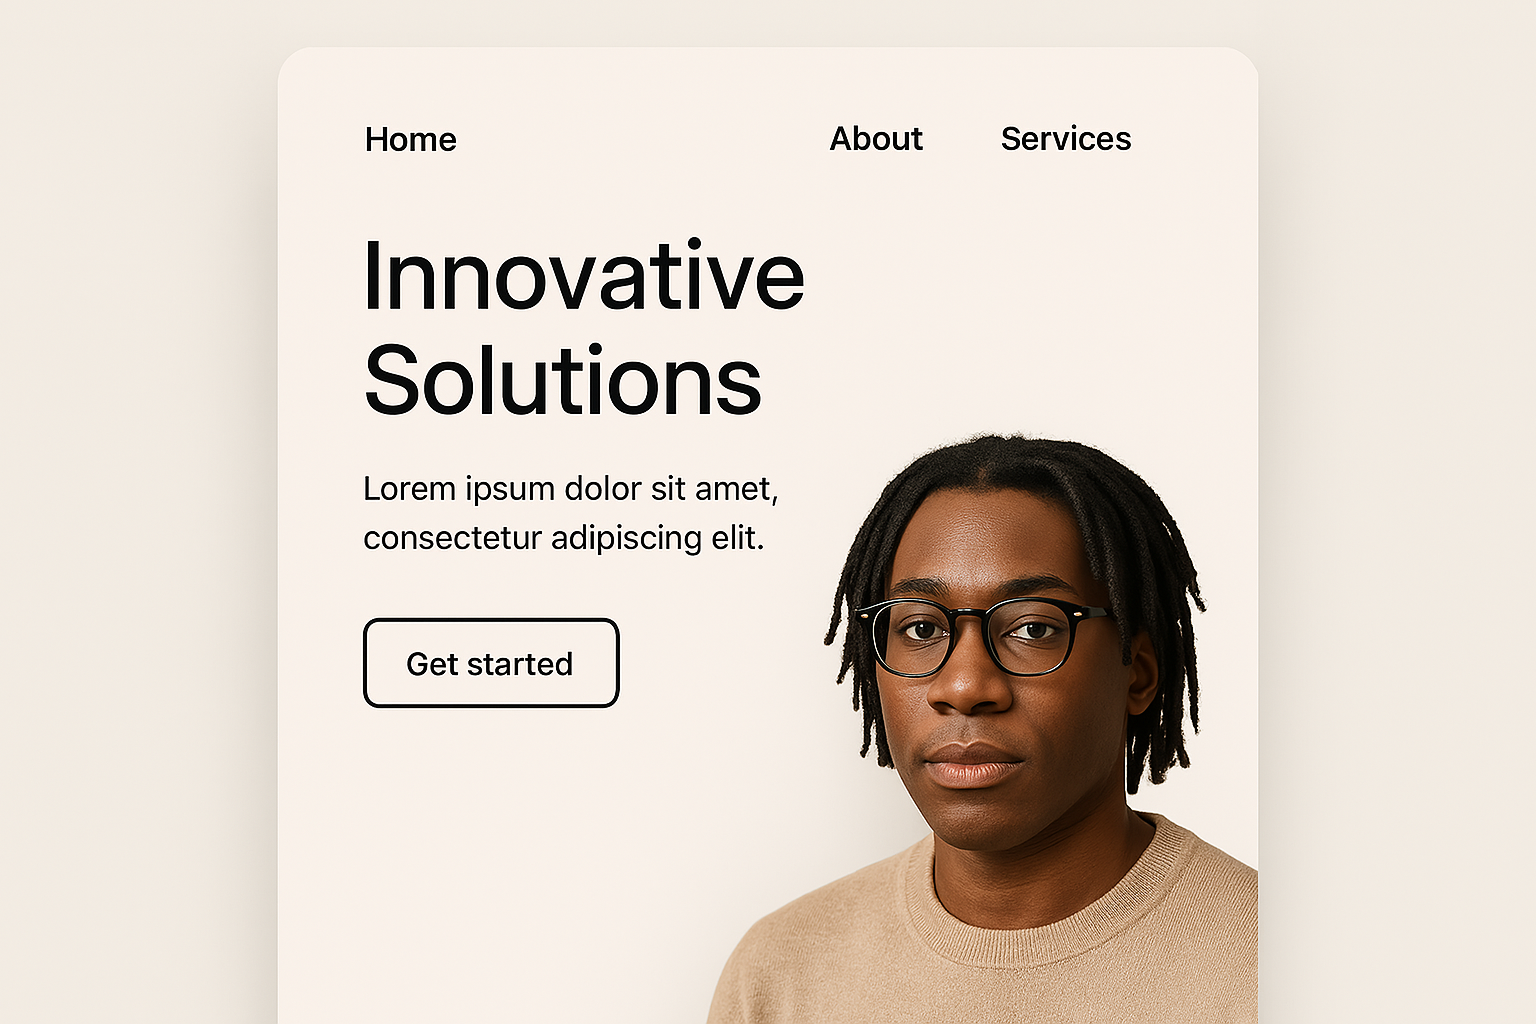 Home About Services
Innovative
Solutions
Lorem ipsum dolor sit amet,
consectetur adipiscing elit.
Get started